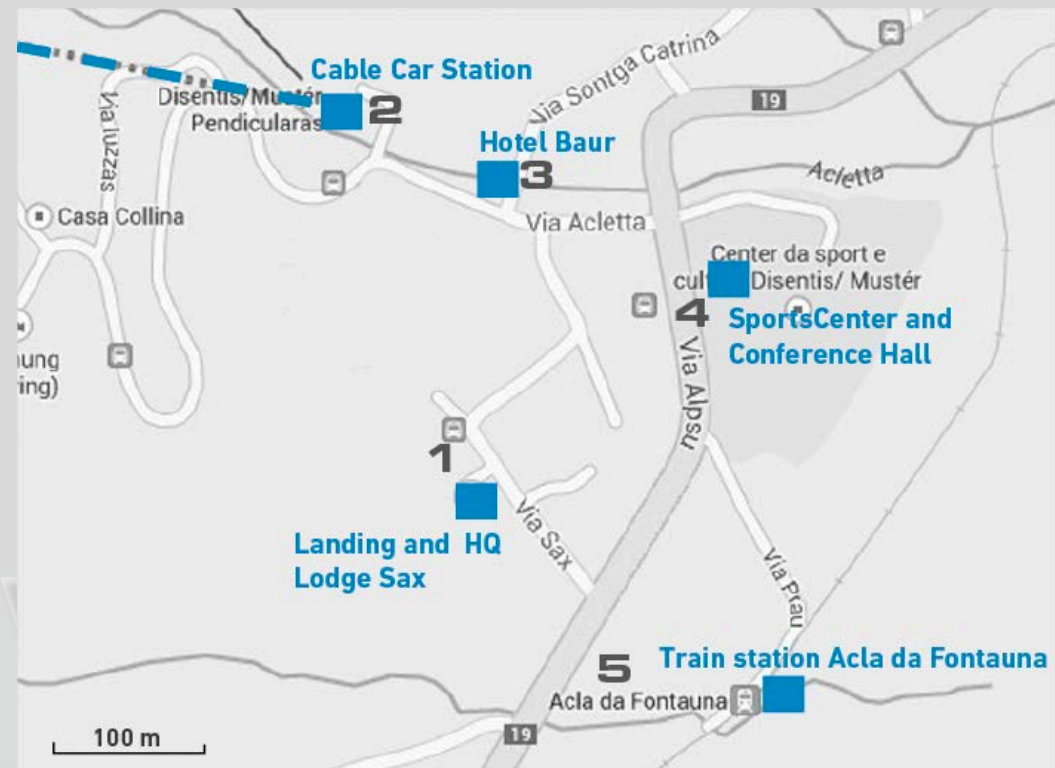 Cable Car Station
Disentis/Mustér
Pendicularas
2
Via Sontga Catrina
19
Via luzzas
Hotel Baur
3
Acletta
Casa Collina
Via Acletta
Center da sport e
Disentis/ Mustér
4
SportsCenter and
Conference Hall
Via Alpsu
1
Landing and HQ
Lodge Sax
Via Sax
Via Prau
5
Train station Acla da Fontauna
Acla da Fontauna
19
100 m